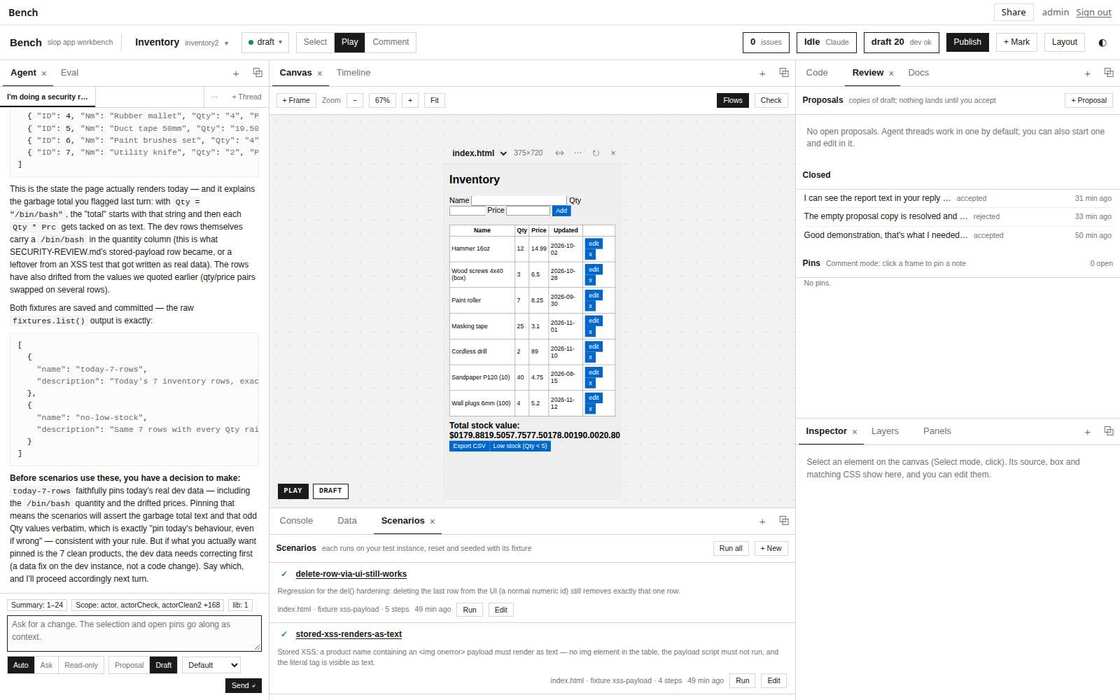 Bench
Share admin Sign out
Bench slop app workbench Inventory inventory2 ▾ draft ▾ Select Play Comment 0 issues Idle Claude draft 20 dev ok Publish + Mark Layout
Agent × Eval +
I'm doing a security r… ··· + Thread
{ "ID": 4, "Nm": "Rubber mallet", "Qty": "4", "P
{ "ID": 5, "Nm": "Duct tape 50mm", "Qty": "19.50
{ "ID": 6, "Nm": "Paint brushes set", "Qty": "4"
{ "ID": 7, "Nm": "Utility knife", "Qty": "2", "P
]
This is the state the page actually renders today — and it explains
the garbage total you flagged last turn: with Qty =
"/bin/bash", the "total" starts with that string and then each
Qty * Prc gets tacked on as text. The dev rows themselves
carry a /bin/bash in the quantity column (this is what
SECURITY-REVIEW.md's stored-payload row became, or a
leftover from an XSS test that got written as real data). The rows
have also drifted from the values we quoted earlier (qty/price pairs
swapped on several rows).
Both fixtures are saved and committed — the raw
fixtures.list() output is exactly:
[
{
"name": "today-7-rows",
"description": "Today's 7 inventory rows, exac
},
{
"name": "no-low-stock",
"description": "Same 7 rows with every Qty rai
}
]
Before scenarios use these, you have a decision to make:
today-7-rows faithfully pins today's real dev data — including
the /bin/bash quantity and the drifted prices. Pinning that
means the scenarios will assert the garbage total text and that odd
Qty values verbatim, which is exactly "pin today's behaviour, even
if wrong" — consistent with your rule. But if what you actually want
pinned is the 7 clean products, the dev data needs correcting first
(a data fix on the dev instance, not a code change). Say which,
and I'll proceed accordingly next turn.
Summary: 1–24 Scope: actor, actorCheck, actorClean2 +168 lib: 1
Ask for a change. The selection and open pins go along as
context.
Auto Ask Read-only Proposal Draft Default
Send
Canvas × Timeline +
+ Frame Zoom − 67% + Fit Flows Check
index.html 375×720 ⇔ ··· ↻ ×
Inventory
Name Qty
Price Add
Name Qty Price Updated
Hammer 16oz 12 14.99 2026-10-02 edit x
Wood screws 4x40 (box) 3 6.5 2026-10-28 edit x
Paint roller 7 8.25 2026-09-30 edit x
Masking tape 25 3.1 2026-11-01 edit x
Cordless drill 2 89 2026-11-10 edit x
Sandpaper P120 (10) 40 4.75 2026-08-15 edit x
Wall plugs 6mm (100) 4 5.2 2026-11-12 edit x
Total stock value:
$0179.8819.5057.7577.50178.00190.0020.80
Export CSV Low stock (Qty < 5)
PLAY DRAFT
Console Data Scenarios × +
Scenarios each runs on your test instance, reset and seeded with its fixture Run all + New
✓ delete-row-via-ui-still-works
Regression for the del() hardening: deleting the last row from the UI (a normal numeric id) still removes exactly that one row.
index.html · fixture xss-payload · 5 steps 49 min ago Run Edit
✓ stored-xss-renders-as-text
Stored XSS: a product name containing an <img onerror> payload must render as text — no img element in the table, the payload script must not run, and
the literal tag is visible as text.
index.html · fixture xss-payload · 4 steps 49 min ago Run Edit
Code Review × Docs +
Proposals copies of draft; nothing lands until you accept + Proposal
No open proposals. Agent threads work in one by default; you can also start one
and edit in it.
Closed
I can see the report text in your reply … accepted 31 min ago
The empty proposal copy is resolved and … rejected 33 min ago
Good demonstration, that's what I needed… accepted 50 min ago
Pins Comment mode: click a frame to pin a note 0 open
No pins.
Inspector × Layers Panels +
Select an element on the canvas (Select mode, click). Its source, box and
matching CSS show here, and you can edit them.